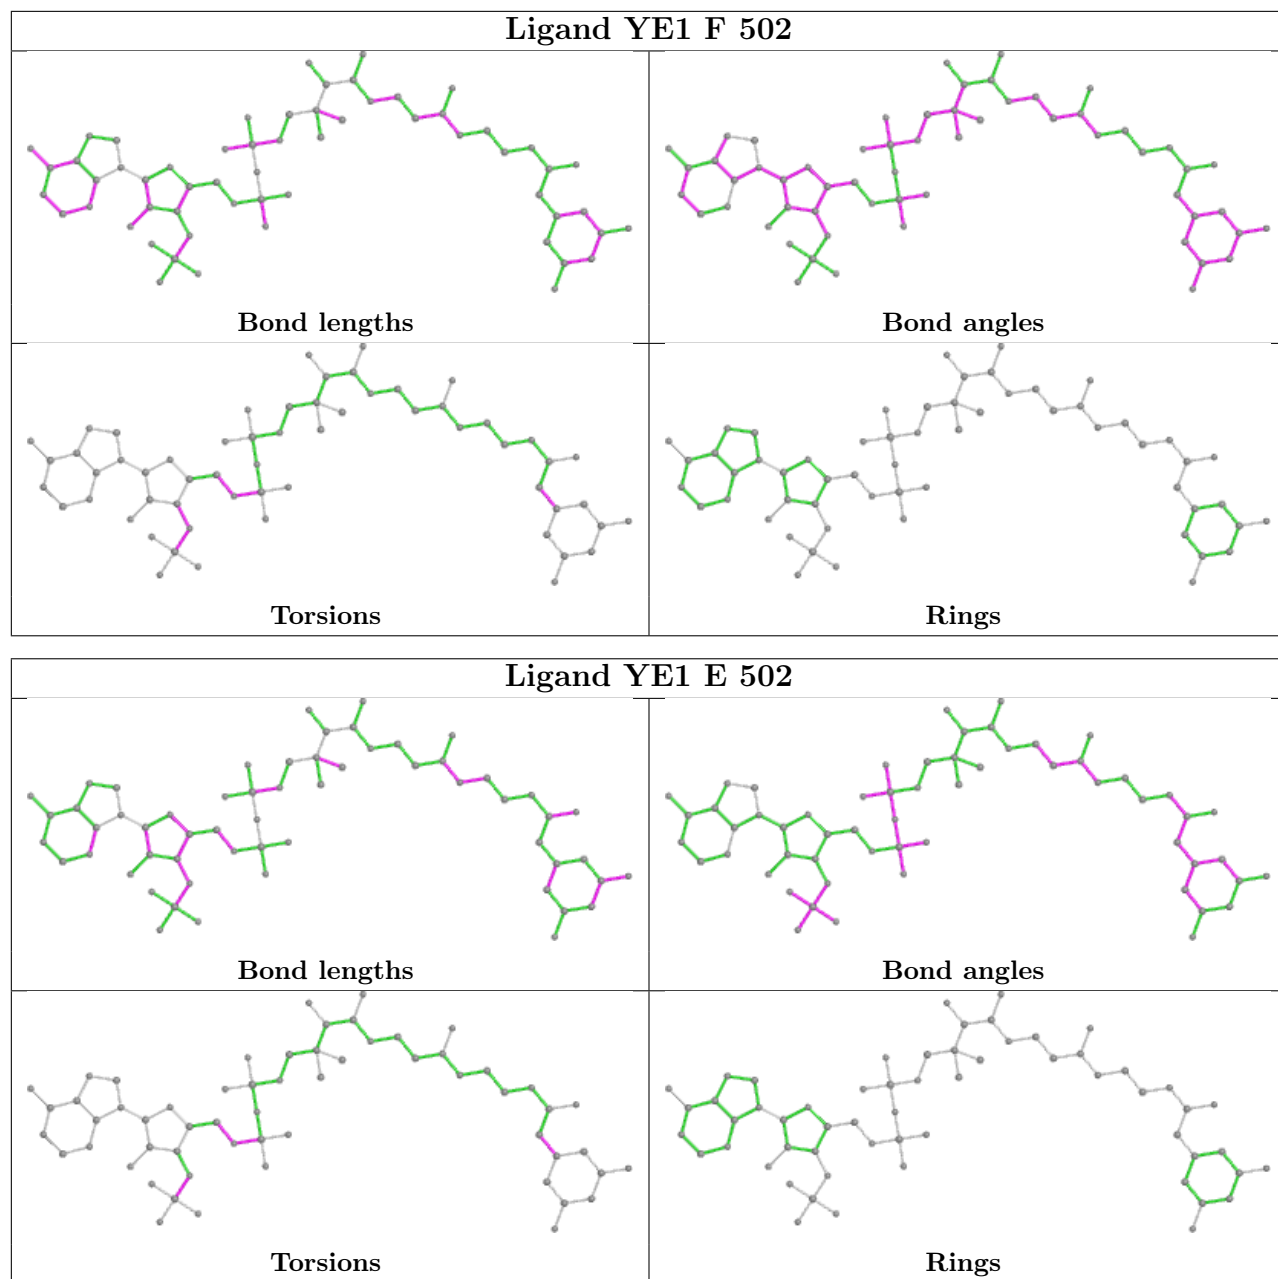 Ligand YE1 F 502
Bond lengths
Bond angles
Torsions
Rings
Ligand YE1 E 502
Bond lengths
Bond angles
Torsions
Rings